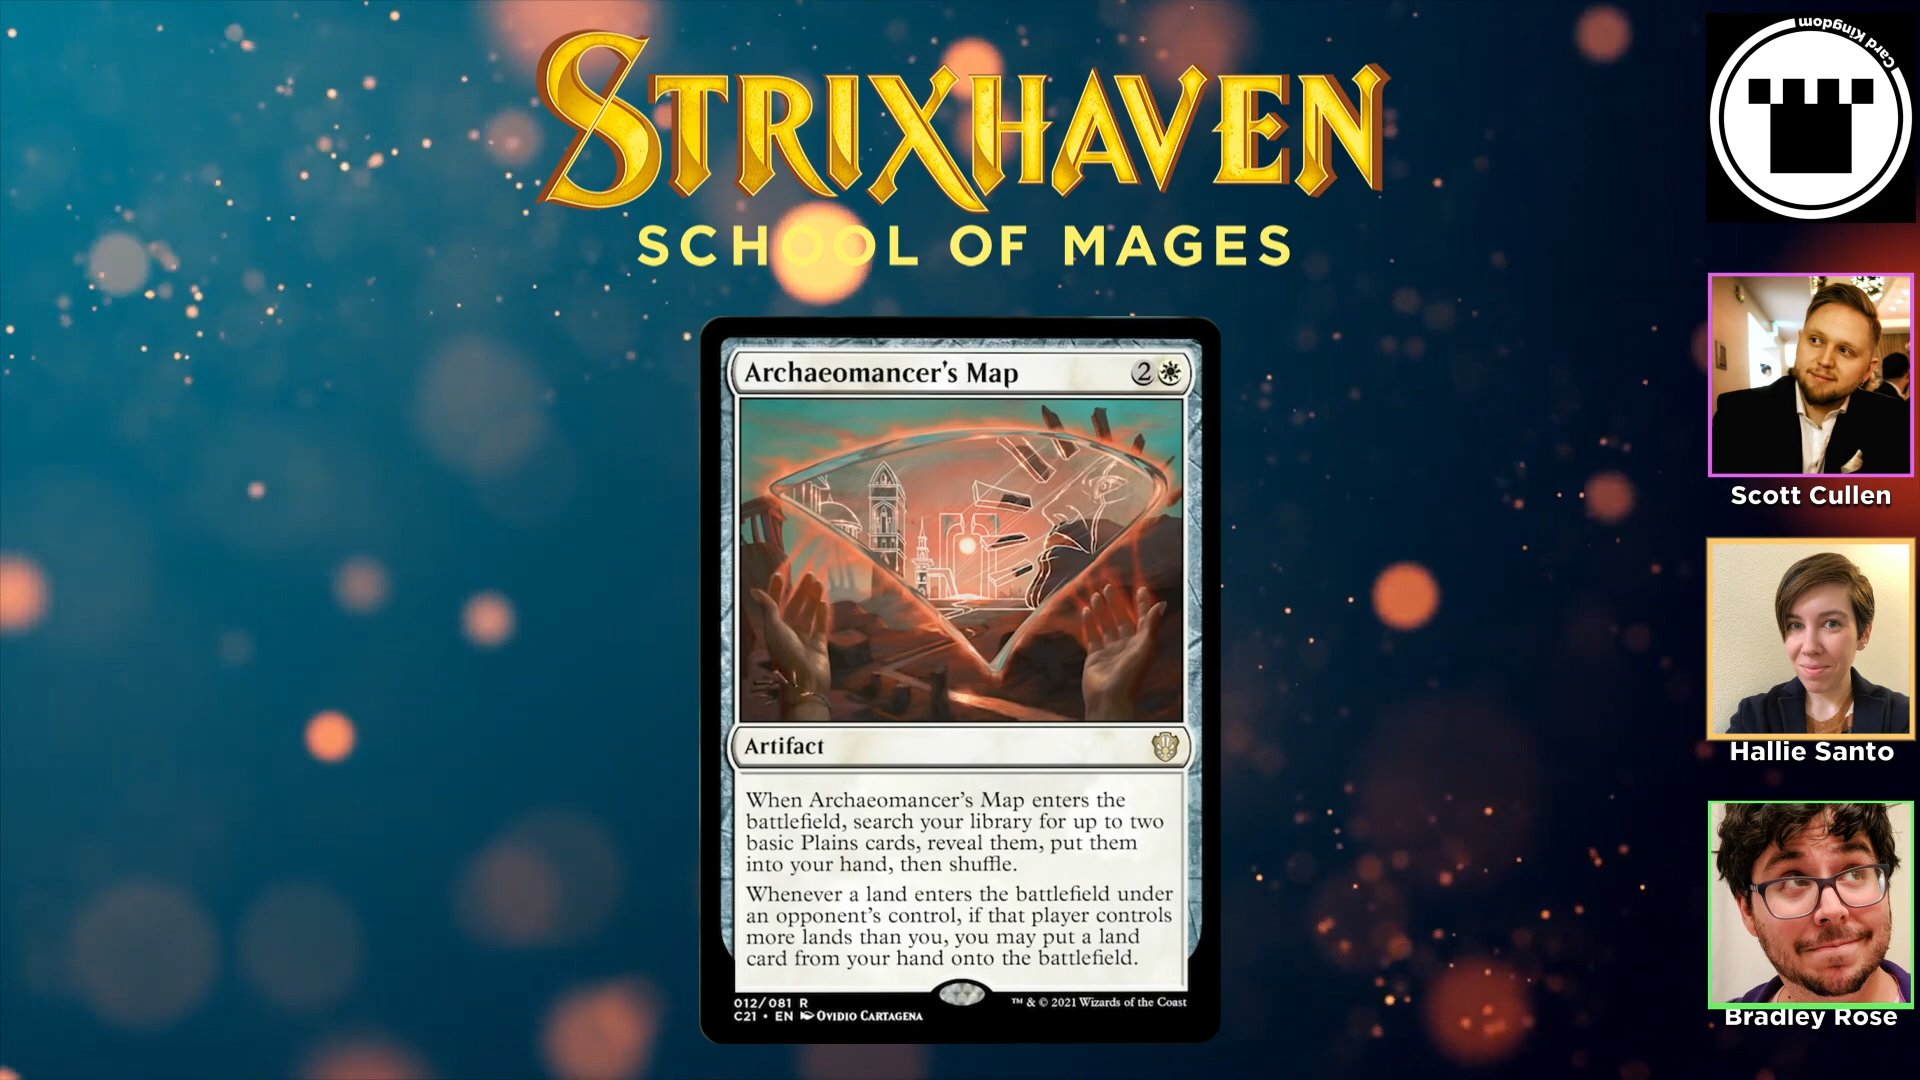 STRIXHAVEN
SCHOOL OF MAGES
Card Kingdom
Archaeomancer's Map 2
Artifact
When Archaeomancer's Map enters the
battlefield, search your library for up to two
basic Plains cards, reveal them, put them
into your hand, then shuffle.
Whenever a land enters the battlefield under
an opponent's control, if that player controls
more lands than you, you may put a land
card from your hand onto the battlefield.
012/081 R
C21 • EN OVIDIO CARTAGENA
™ & © 2021 Wizards of the Coast
Scott Cullen
Hallie Santo
Bradley Rose